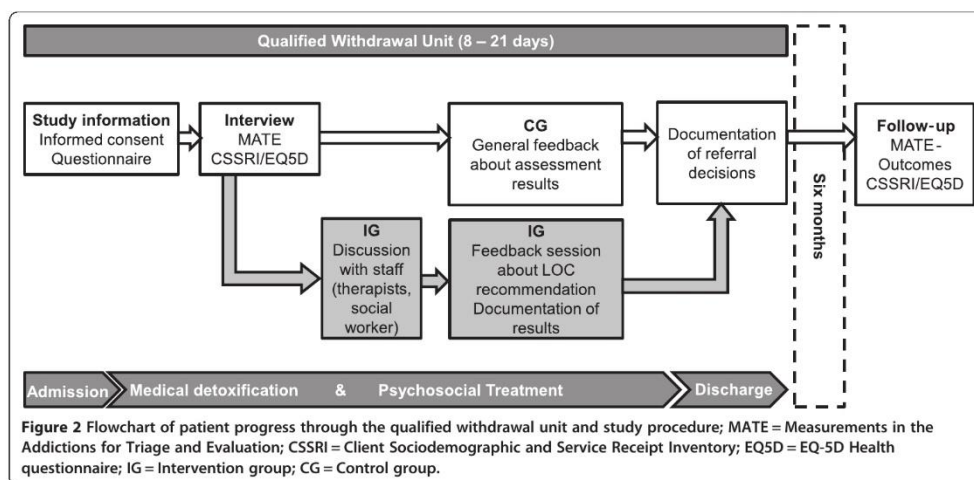 Qualified Withdrawal Unit (8 – 21 days)
Study information
Informed consent
Questionnaire
Interview
MATE
CSSRI/EQ5D
CG
General feedback
about assessment
results
Documentation
of referral
decisions
Six months
Follow-up
MATE-
Outcomes
CSSRI/EQ5D
IG
Discussion
with staff
(therapists,
social
worker)
IG
Feedback session
about LOC
recommendation
Documentation of
results
Admission
Medical detoxification & Psychosocial Treatment
Discharge
Figure 2 Flowchart of patient progress through the qualified withdrawal unit and study procedure; MATE = Measurements in the
Addictions for Triage and Evaluation; CSSRI = Client Sociodemographic and Service Receipt Inventory; EQ5D = EQ-5D Health
questionnaire; IG = Intervention group; CG = Control group.